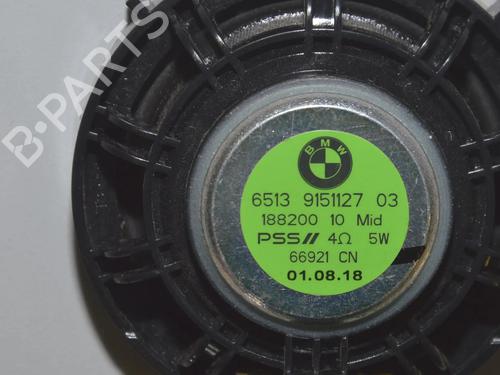 B·PARTS
BMW
6513 9151127 03
188200 10 Mid
PSS// 4Ω 5W
66921 CN
01.08.18